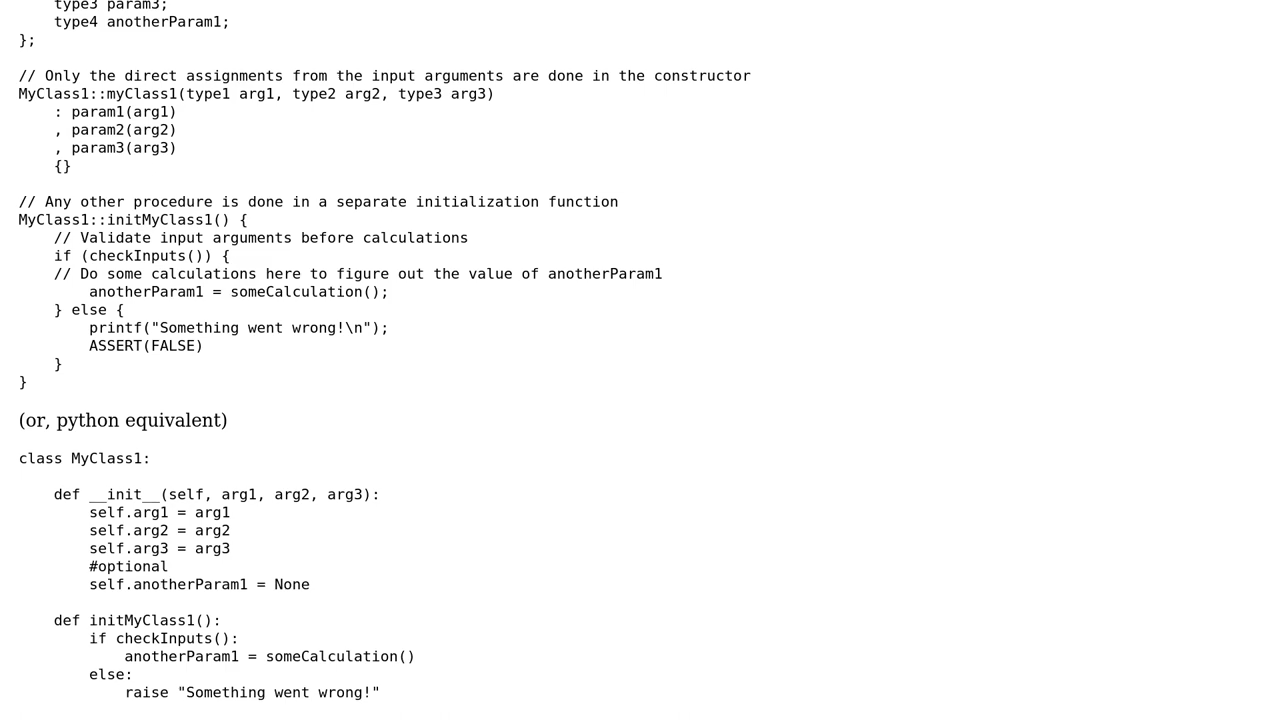 type3 param3;
    type4 anotherParam1;
};

// Only the direct assignments from the input arguments are done in the constructor
MyClass1::myClass1(type1 arg1, type2 arg2, type3 arg3)
    : param1(arg1)
    , param2(arg2)
    , param3(arg3)
    {}

// Any other procedure is done in a separate initialization function
MyClass1::initMyClass1() {
    // Validate input arguments before calculations
    if (checkInputs()) {
    // Do some calculations here to figure out the value of anotherParam1
        anotherParam1 = someCalculation();
    } else {
        printf("Something went wrong!\n");
        ASSERT(FALSE)
    }
}

(or, python equivalent)

class MyClass1:

    def __init__(self, arg1, arg2, arg3):
        self.arg1 = arg1
        self.arg2 = arg2
        self.arg3 = arg3
        #optional
        self.anotherParam1 = None

    def initMyClass1():
        if checkInputs():
            anotherParam1 = someCalculation()
        else:
            raise "Something went wrong!"